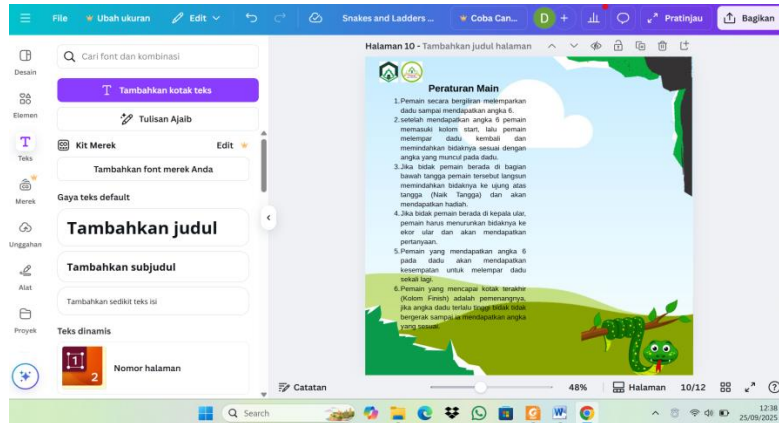 File Ubah ukuran Edit Snakes and Ladders ... Coba Can... D + Pratinjau Bagikan
Halaman 10 - Tambahkan judul halaman
Desain
Elemen
Teks
Merek
Unggahan
Alat
Proyek
Cari font dan kombinasi
T Tambahkan kotak teks
Tulisan Ajaib
Kit Merek Edit
Tambahkan font merek Anda
Gaya teks default
Tambahkan judul
Tambahkan subjudul
Tambahkan sedikit teks isi
Teks dinamis
1
2
Nomor halaman
Peraturan Main
1. Pemain secara bergiliran melemparkan
dadu sampai mendapatkan angka 6.
2. setelah mendapatkan angka 6 pemain
memasuki kolom start, lalu pemain
melempar dadu kembali dan
memindahkan bidaknya sesuai dengan
angka yang muncul pada dadu.
3. Jika bidak pemain berada di bagian
bawah tangga pemain tersebut langsun
memindahkan bidaknya ke ujung atas
tangga (Naik Tangga) dan akan
mendapatkan hadiah.
4. Jika bidak pemain berada di kepala ular,
pemain harus menurunkan bidaknya ke
ekor ular dan akan mendapatkan
pertanyaan.
5. Pemain yang mendapatkan angka 6
pada dadu akan mendapatkan
kesempatan untuk melempar dadu
sekali lagi.
6. Pemain yang mencapai kotak terakhir
(Kolom Finish) adalah pemenangnya,
jika angka dadu terlalu tinggi bidak tidak
bergerak sampai ia mendapatkan angka
yang sesuai.
Catatan 48% Halaman 10/12
Search
12:38
25/09/2025